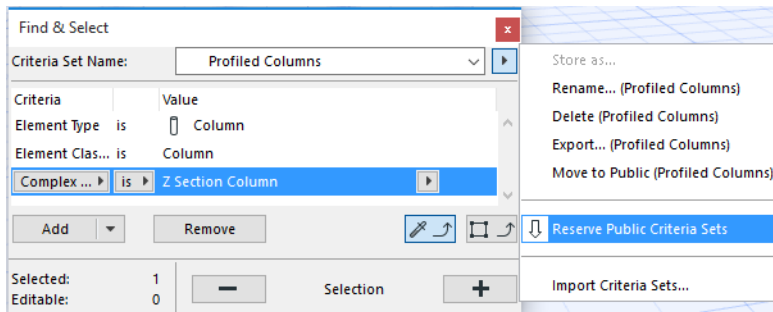 Find & Select
x
Criteria Set Name:
Profiled Columns
Criteria
Value
Element Type is Column
Element Clas... is Column
Complex ... is Z Section Column
Add
Remove
Selected: 1
Editable: 0
Selection
Store as...
Rename... (Profiled Columns)
Delete (Profiled Columns)
Export... (Profiled Columns)
Move to Public (Profiled Columns)
Reserve Public Criteria Sets
Import Criteria Sets...